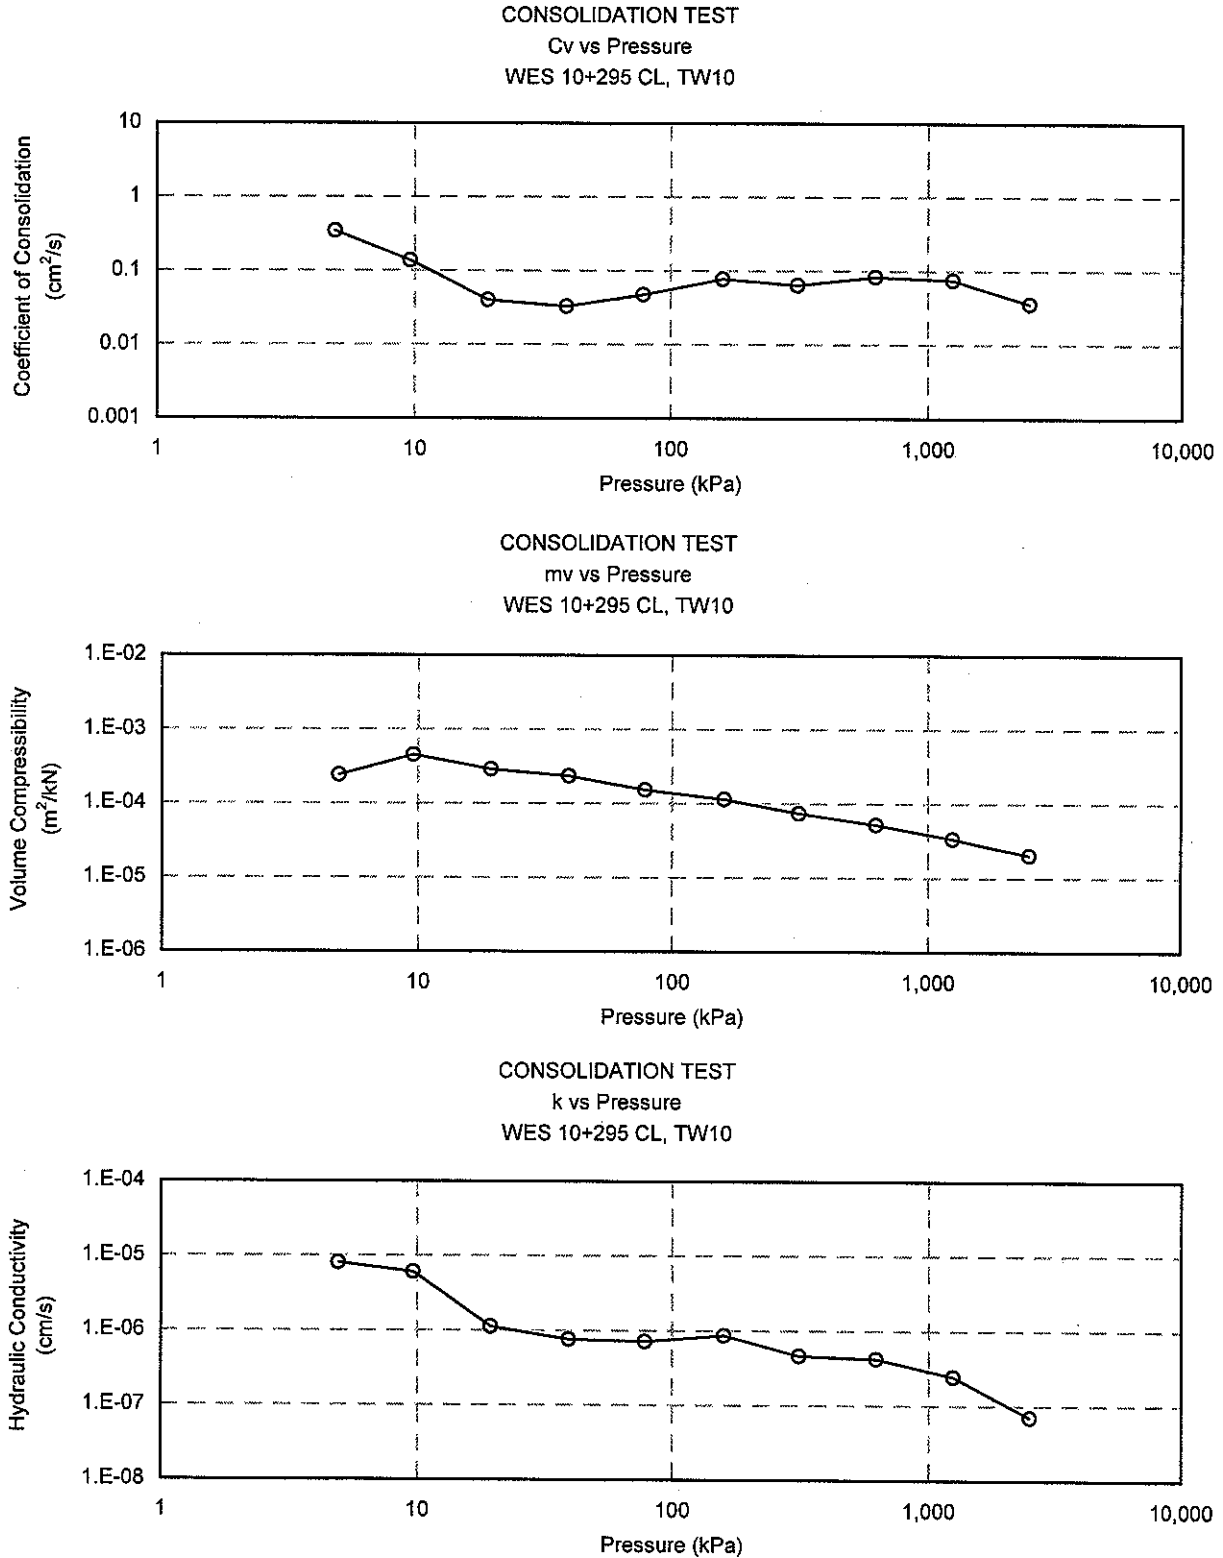 CONSOLIDATION TEST
Cv vs Pressure
WES 10+295 CL, TW10
Coefficient of Consolidation
(cm²/s)
10
1
0.1
0.01
0.001
1
10
100
1,000
10,000
Pressure (kPa)
CONSOLIDATION TEST
mv vs Pressure
WES 10+295 CL, TW10
Volume Compressibility
(m²/kN)
1.E-02
1.E-03
1.E-04
1.E-05
1.E-06
1
10
100
1,000
10,000
Pressure (kPa)
CONSOLIDATION TEST
k vs Pressure
WES 10+295 CL, TW10
Hydraulic Conductivity
(cm/s)
1.E-04
1.E-05
1.E-06
1.E-07
1.E-08
1
10
100
1,000
10,000
Pressure (kPa)